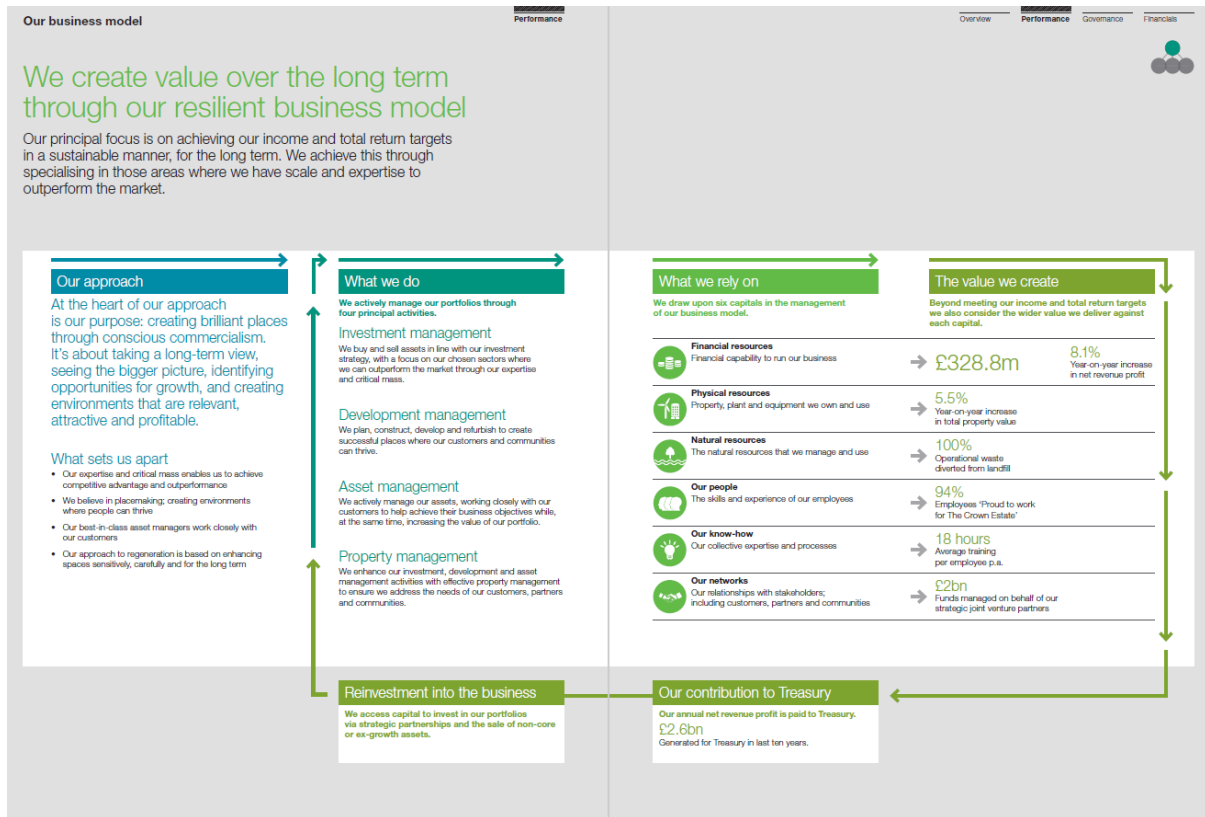 Our business model
Performance
Overview
Performance
Governance
Financials
We create value over the long term
through our resilient business model
Our principal focus is on achieving our income and total return targets
in a sustainable manner, for the long term. We achieve this through
specialising in those areas where we have scale and expertise to
outperform the market.
Our approach
At the heart of our approach
is our purpose: creating brilliant places
through conscious commercialism.
It's about taking a long-term view,
seeing the bigger picture, identifying
opportunities for growth, and creating
environments that are relevant,
attractive and profitable.
What sets us apart
• Our expertise and critical mass enables us to achieve
competitive advantage and outperformance
• We believe in placemaking; creating environments
where people can thrive
• Our best-in-class asset managers work closely with
our customers
• Our approach to regeneration is based on enhancing
spaces sensitively, carefully and for the long term
What we do
We actively manage our portfolios through
four principal activities.
Investment management
We buy and sell assets in line with our investment
strategy, with a focus on our chosen sectors where
we can outperform the market through our expertise
and critical mass.
Development management
We plan, construct, develop and refurbish to create
successful places where our customers and communities
can thrive.
Asset management
We actively manage our assets, working closely with our
customers to help achieve their business objectives while,
at the same time, increasing the value of our portfolio.
Property management
We enhance our investment, development and asset
management activities with effective property management
to ensure we address the needs of our customers, partners
and communities.
What we rely on
We draw upon six capitals in the management
of our business model.
Financial resources
Financial capability to run our business
Physical resources
Property, plant and equipment we own and use
Natural resources
The natural resources that we manage and use
Our people
The skills and experience of our employees
Our know-how
Our collective expertise and processes
Our networks
Our relationships with stakeholders;
including customers, partners and communities
The value we create
Beyond meeting our income and total return targets
we also consider the wider value we deliver against
each capital.
£328.8m
8.1%
Year-on-year increase
in net revenue profit
5.5%
Year-on-year increase
in total property value
100%
Operational waste
diverted from landfill
94%
Employees 'Proud to work
for The Crown Estate'
18 hours
Average training
per employee p.a.
£2bn
Funds managed on behalf of our
strategic joint venture partners
Reinvestment into the business
We access capital to invest in our portfolios
via strategic partnerships and the sale of non-core
or ex-growth assets.
Our contribution to Treasury
Our annual net revenue profit is paid to Treasury.
£2.6bn
Generated for Treasury in last ten years.